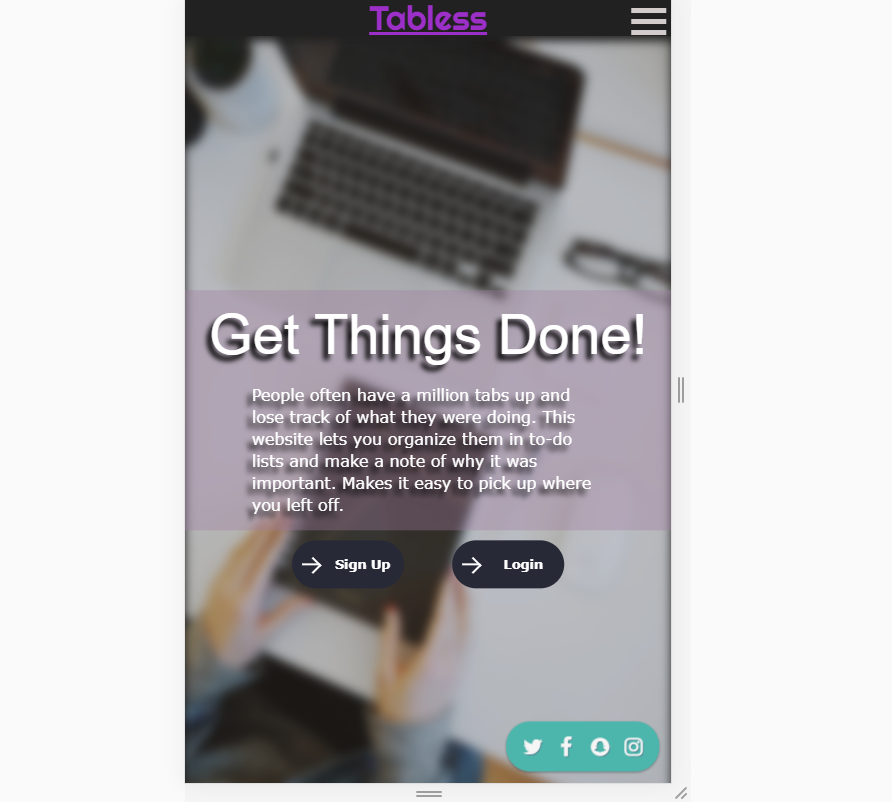 Tabless
Get Things Done!
People often have a million tabs up and
lose track of what they were doing. This
website lets you organize them in to-do
lists and make a note of why it was
important. Makes it easy to pick up where
you left off.
Sign Up
Login